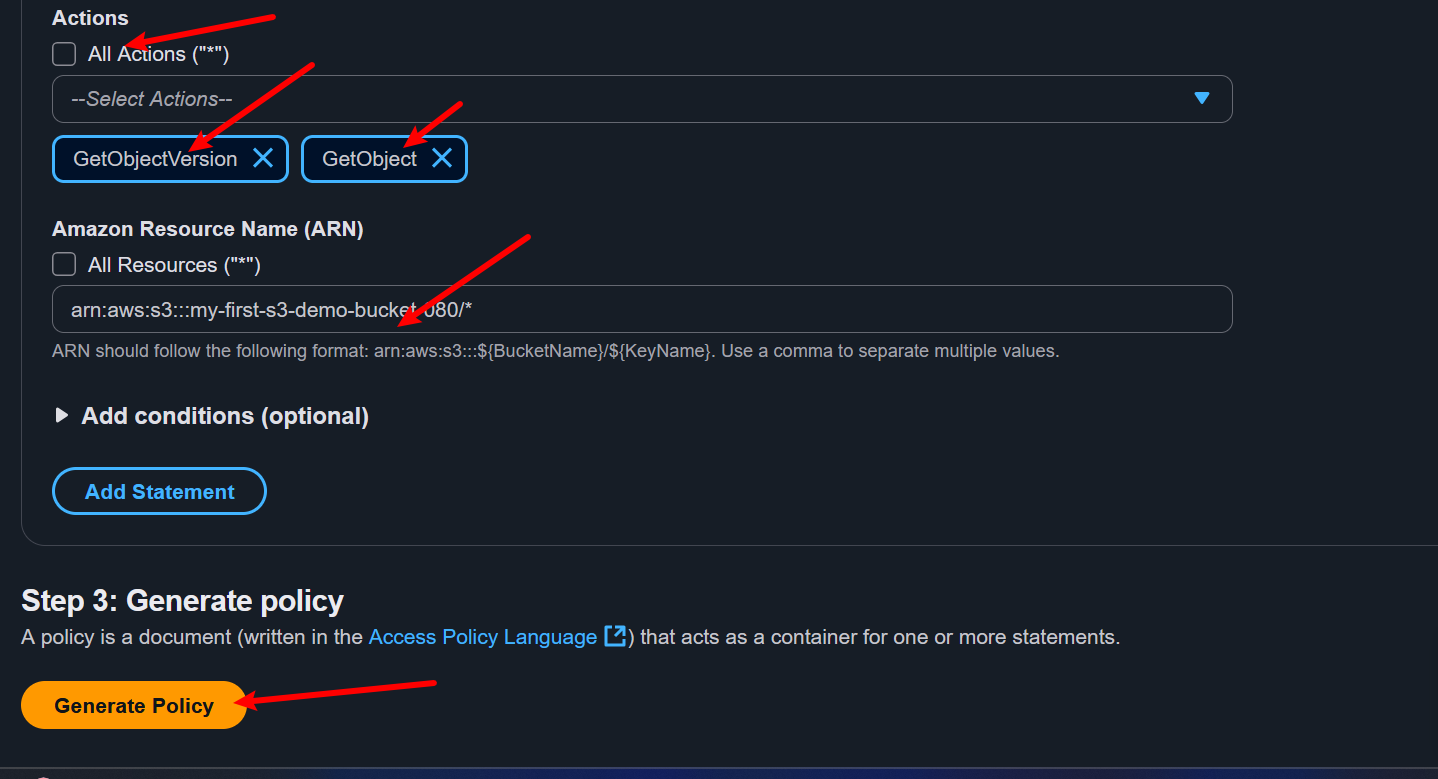 Actions
All Actions ("*")
--Select Actions--
GetObjectVersion GetObject
Amazon Resource Name (ARN)
All Resources ("*")
arn:aws:s3:::my-first-s3-demo-bucket-080/*
ARN should follow the following format: arn:aws:s3:::${BucketName}/${KeyName}. Use a comma to separate multiple values.
Add conditions (optional)
Add Statement
Step 3: Generate policy
A policy is a document (written in the Access Policy Language ) that acts as a container for one or more statements.
Generate Policy